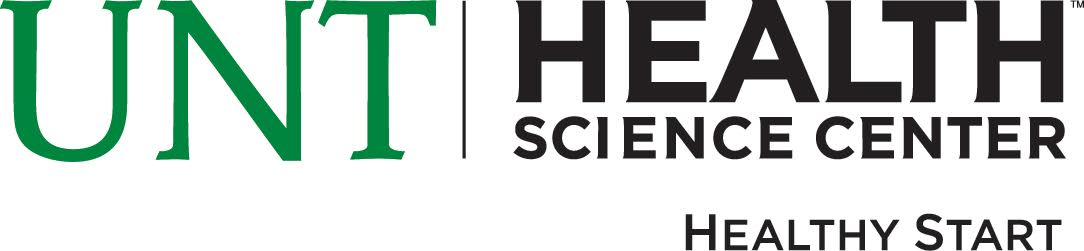 UNT | HEALTH™
SCIENCE CENTER
HEALTHY START